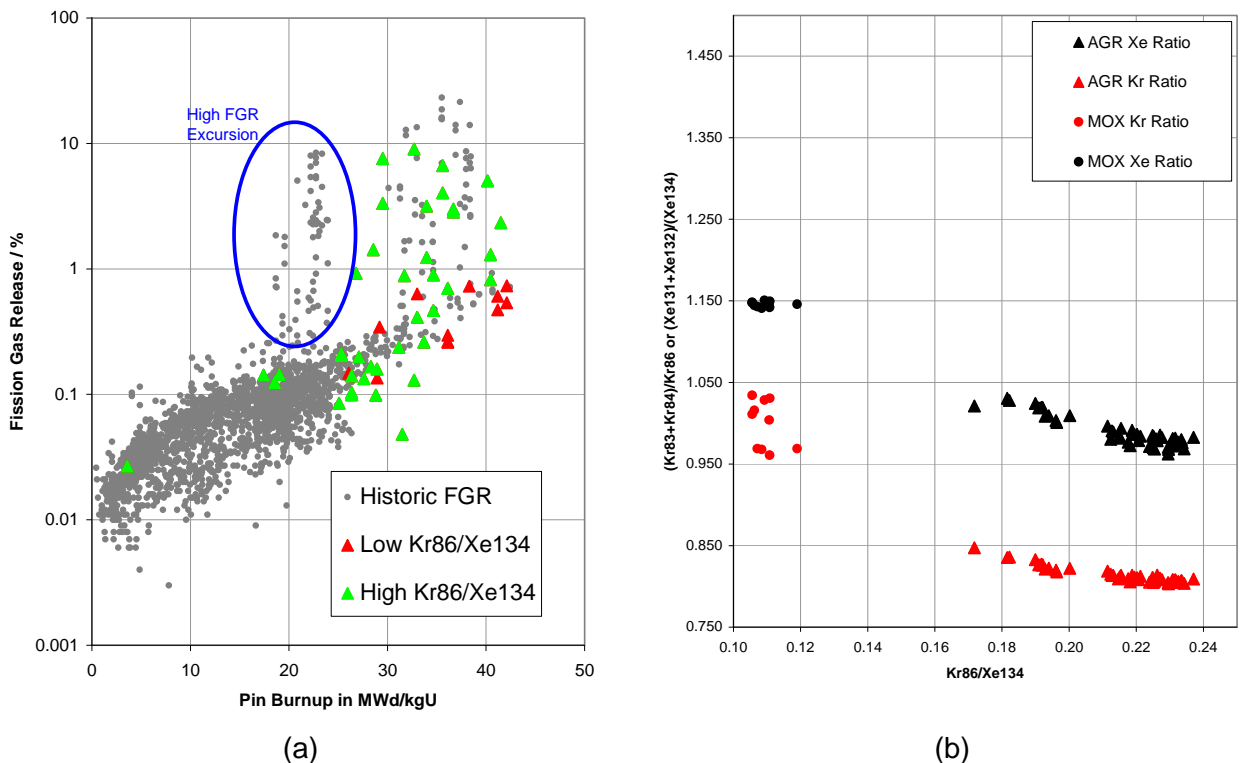 100
10
1
0.1
0.01
0.001
Fission Gas Release / %
High FGR
Excursion
Historic FGR
Low Kr86/Xe134
High Kr86/Xe134
0 10 20 30 40 50
Pin Burnup in MWd/kgU
(a)
1.450
1.350
1.250
1.150
1.050
0.950
0.850
0.750
(Kr83+Kr84)/Kr86 or (Xe131+Xe132)/(Xe134)
AGR Xe Ratio
AGR Kr Ratio
MOX Kr Ratio
MOX Xe Ratio
0.10 0.12 0.14 0.16 0.18 0.20 0.22 0.24
Kr86/Xe134
(b)